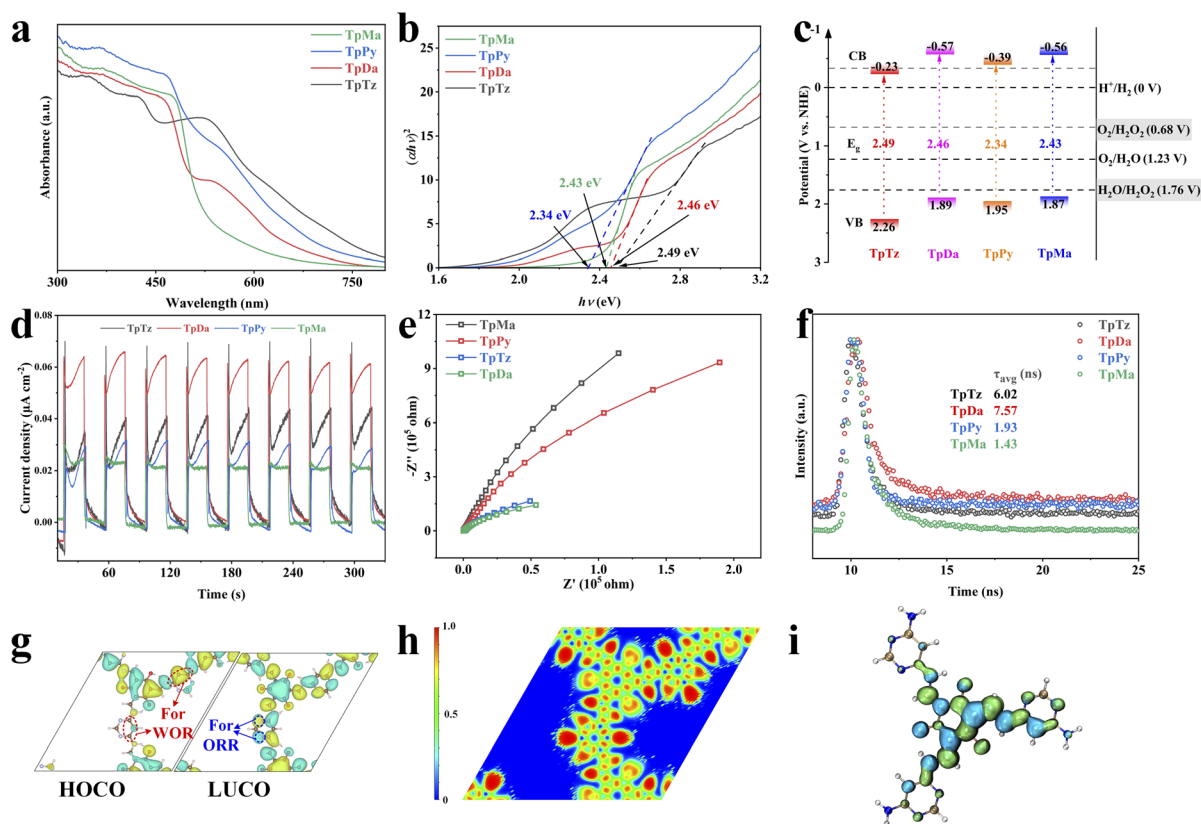 a
TpMa
TpPy
TpDa
TpTz
Absorbance (a.u.)
300 450 600 750
Wavelength (nm)
b
TpMa
TpPy
TpDa
TpTz
(αhν)²
25
20
15
10
5
0
2.43 eV
2.34 eV
2.46 eV
2.49 eV
1.6 2.0 2.4 2.8 3.2
hν (eV)
c
Potential (V vs. NHE)
-1
0
1
2
3
CB
-0.23
-0.57
-0.39
-0.56
H⁺/H₂ (0 V)
O₂/H₂O₂ (0.68 V)
Eg
2.49 2.46 2.34 2.43
O₂/H₂O (1.23 V)
H₂O/H₂O₂ (1.76 V)
VB
2.26
1.89
1.95
1.87
TpTz TpDa TpPy TpMa
d
TpTz TpDa TpPy TpMa
Current density (μA cm⁻²)
0.08
0.06
0.04
0.02
0.00
60 120 180 240 300
Time (s)
e
TpMa
TpPy
TpTz
TpDa
-Z'' (10⁵ ohm)
-12
-9
-6
-3
0
0.0 0.5 1.0 1.5 2.0
Z' (10⁵ ohm)
f
TpTz
TpDa
TpPy
TpMa
τavg (ns)
TpTz 6.02
TpDa 7.57
TpPy 1.93
TpMa 1.43
Intensity (a.u.)
10 15 20 25
Time (ns)
g
For
WOR
For
ORR
HOCO LUCO
h
1.0
0.5
0
i